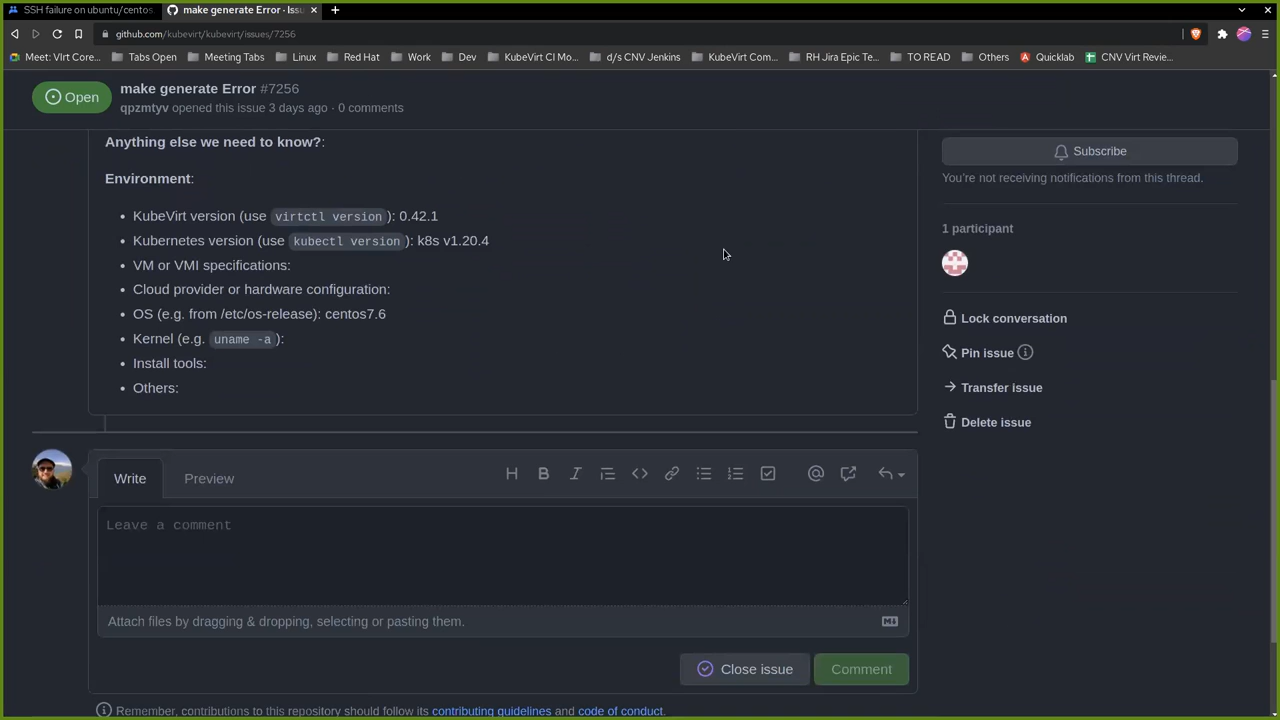 SSH failure on ubuntu/centos
make generate Error · Issu
github.com/kubevirt/kubevirt/issues/7256
Meet: VIrt Core...
Tabs Open
Meeting Tabs
Linux
Red Hat
Work
Dev
KubeVirt CI Mo...
d/s CNV Jenkins
KubeVirt Com...
RH Jira Epic Te...
TO READ
Others
Quicklab
CNV Virt Revie...
Open
make generate Error #7256
qpzmtyv opened this issue 3 days ago · 0 comments
Anything else we need to know?:
Environment:
• KubeVirt version (use virtctl version): 0.42.1
• Kubernetes version (use kubectl version): k8s v1.20.4
• VM or VMI specifications:
• Cloud provider or hardware configuration:
• OS (e.g. from /etc/os-release): centos7.6
• Kernel (e.g. uname -a):
• Install tools:
• Others:
Subscribe
You're not receiving notifications from this thread.
1 participant
Lock conversation
Pin issue
Transfer issue
Delete issue
Write
Preview
Leave a comment
Attach files by dragging & dropping, selecting or pasting them.
Close issue
Comment
Remember, contributions to this repository should follow its contributing guidelines and code of conduct.